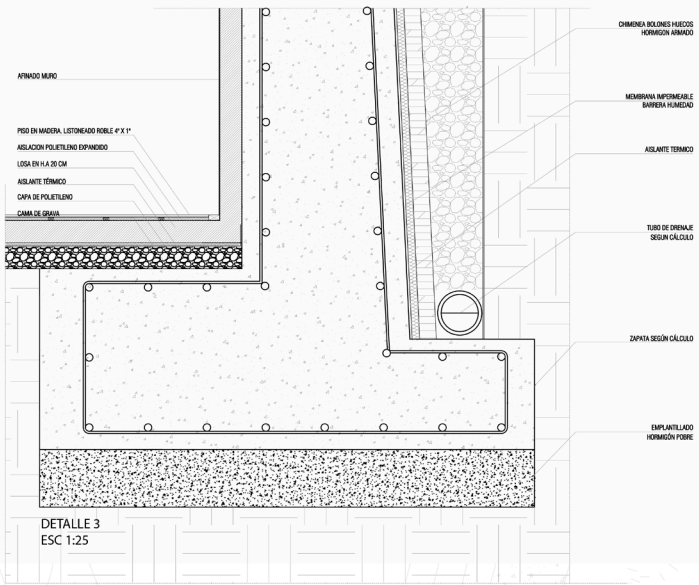 AFINADO MURO
PISO EN MADERA. LISTONEADO ROBLE 4" X 1"
AISLACION POLIETILENO EXPANDIDO
LOSA EN H.A 20 CM
AISLANTE TÉRMICO
CAPA DE POLIETILENO
CAMA DE GRAVA
CHIMENEA BOLONES HUECOS
HORMIGON ARMADO
MEMBRANA IMPERMEABLE
BARRERA HUMEDAD
AISLANTE TERMICO
TUBO DE DRENAJE
SEGUN CÁLCULO
ZAPATA SEGÚN CÁLCULO
EMPLANTILLADO
HORMIGÓN POBRE
DETALLE 3
ESC 1:25